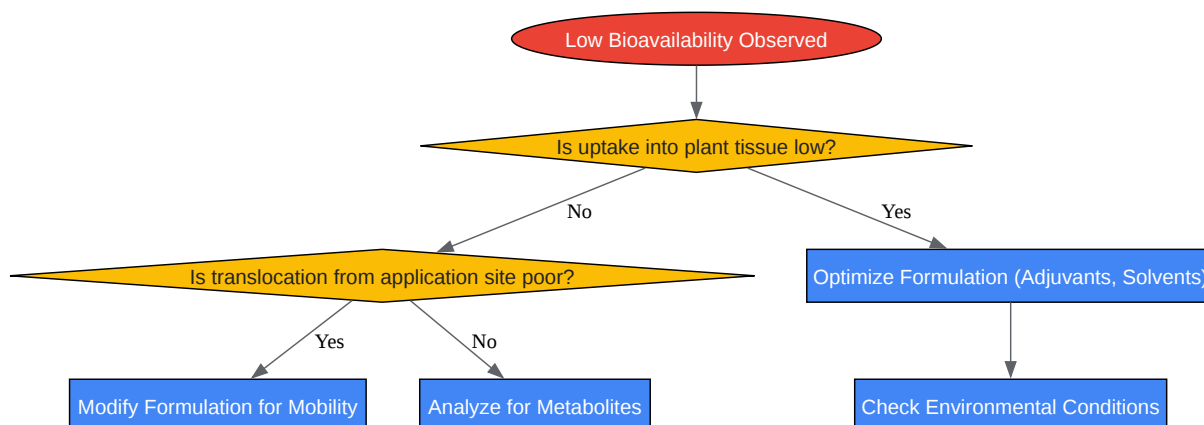 Low Bioavailability Observed
Is uptake into plant tissue low?
No
Yes
Is translocation from application site poor?
Optimize Formulation (Adjuvants, Solvents)
Yes
No
Modify Formulation for Mobility
Analyze for Metabolites
Check Environmental Conditions